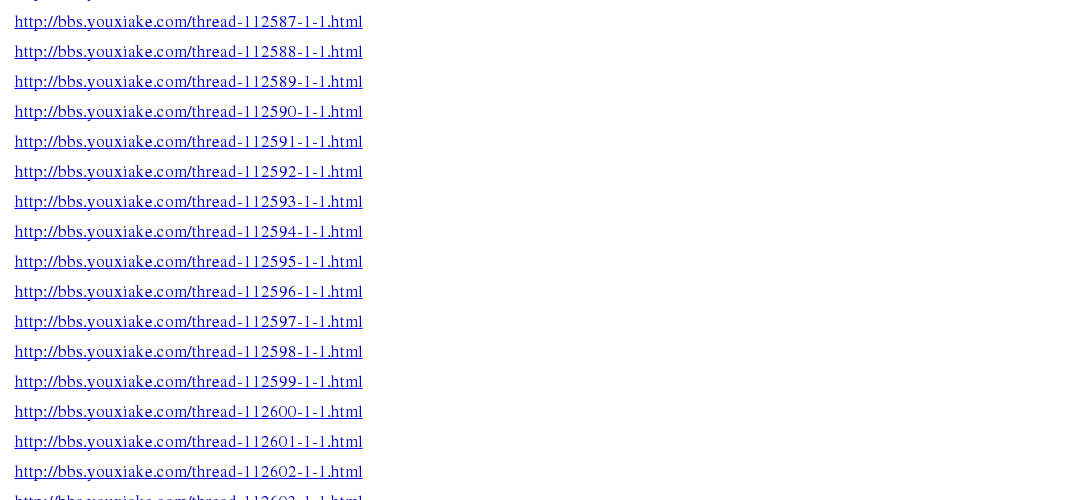 http://bbs.youxiake.com/thread-112587-1-1.html
http://bbs.youxiake.com/thread-112588-1-1.html
http://bbs.youxiake.com/thread-112589-1-1.html
http://bbs.youxiake.com/thread-112590-1-1.html
http://bbs.youxiake.com/thread-112591-1-1.html
http://bbs.youxiake.com/thread-112592-1-1.html
http://bbs.youxiake.com/thread-112593-1-1.html
http://bbs.youxiake.com/thread-112594-1-1.html
http://bbs.youxiake.com/thread-112595-1-1.html
http://bbs.youxiake.com/thread-112596-1-1.html
http://bbs.youxiake.com/thread-112597-1-1.html
http://bbs.youxiake.com/thread-112598-1-1.html
http://bbs.youxiake.com/thread-112599-1-1.html
http://bbs.youxiake.com/thread-112600-1-1.html
http://bbs.youxiake.com/thread-112601-1-1.html
http://bbs.youxiake.com/thread-112602-1-1.html